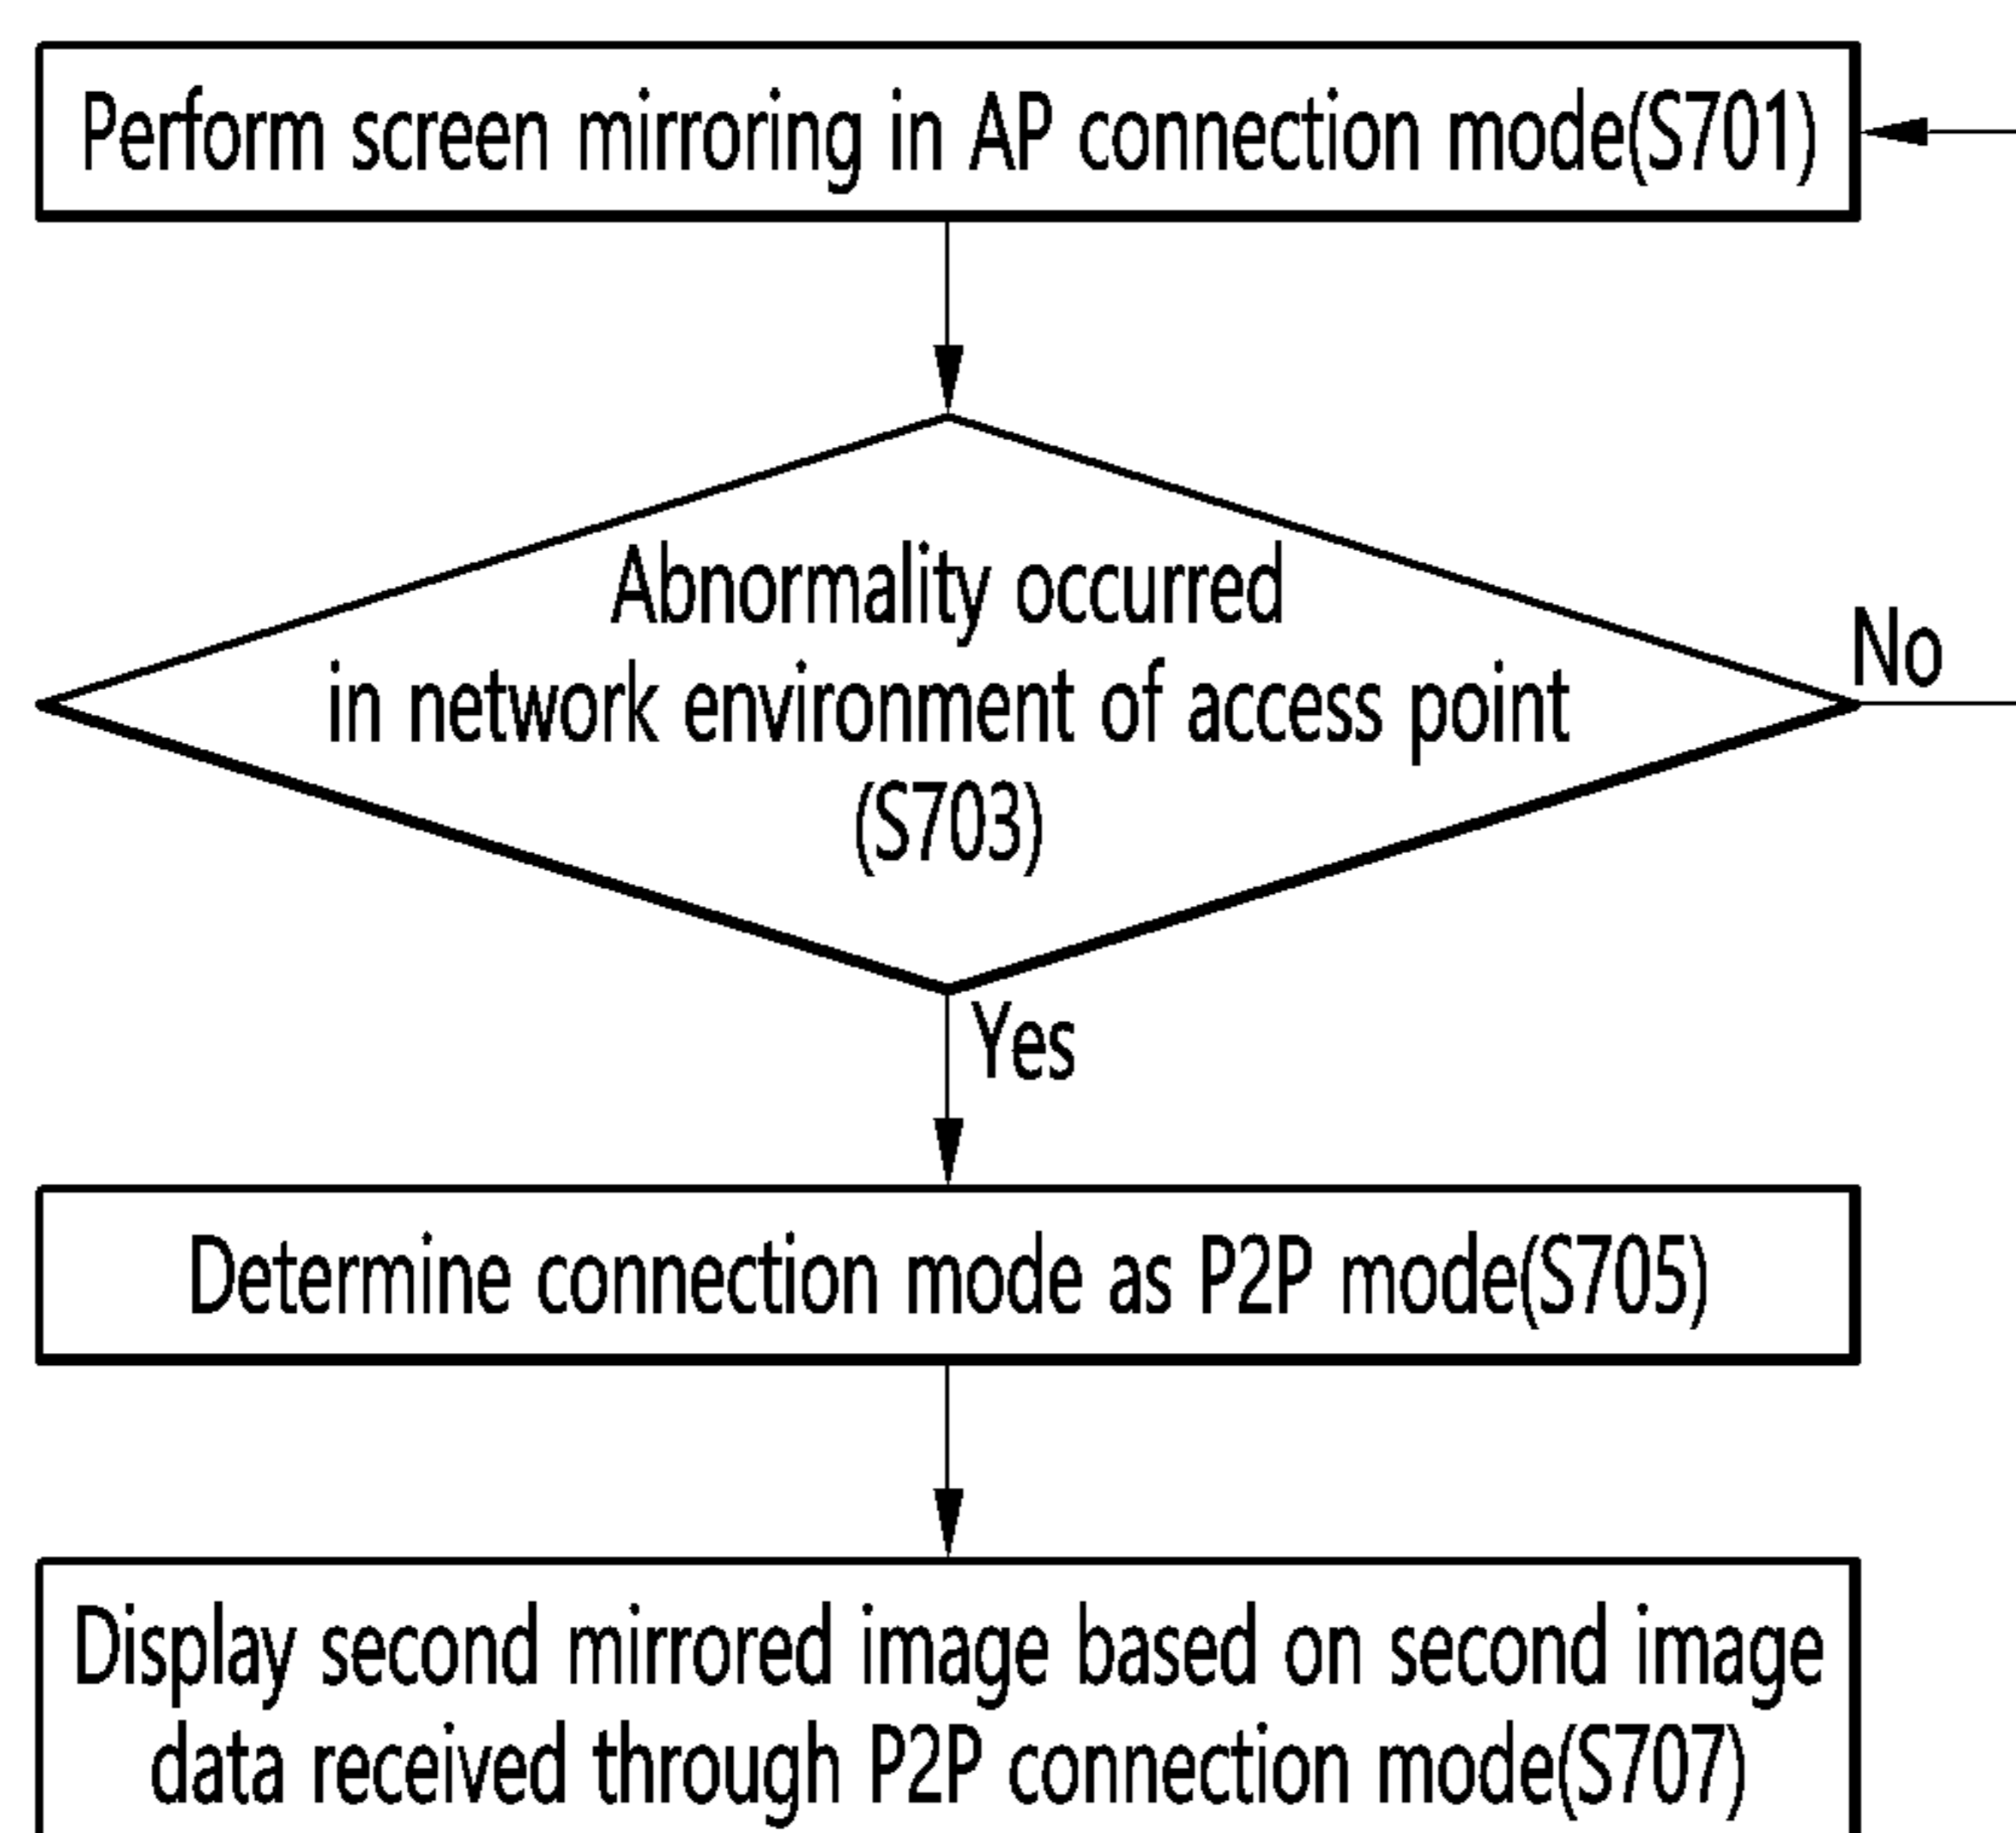 Perform screen mirroring in AP connection mode(S701)
Abnormality occurred
in network environment of access point
(S703)
No
Yes
Determine connection mode as P2P mode(S705)
Display second mirrored image based on second image
data received through P2P connection mode(S707)